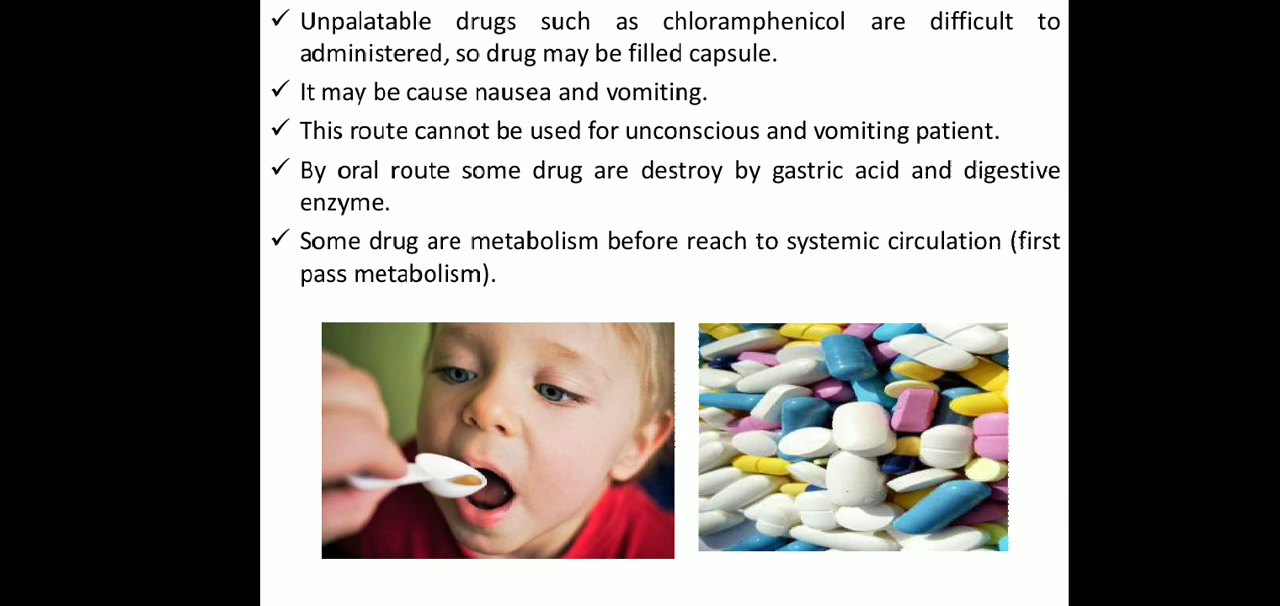 ✓ Unpalatable drugs such as chloramphenicol are difficult to
administered, so drug may be filled capsule.
✓ It may be cause nausea and vomiting.
✓ This route cannot be used for unconscious and vomiting patient.
✓ By oral route some drug are destroy by gastric acid and digestive
enzyme.
✓ Some drug are metabolism before reach to systemic circulation (first
pass metabolism).